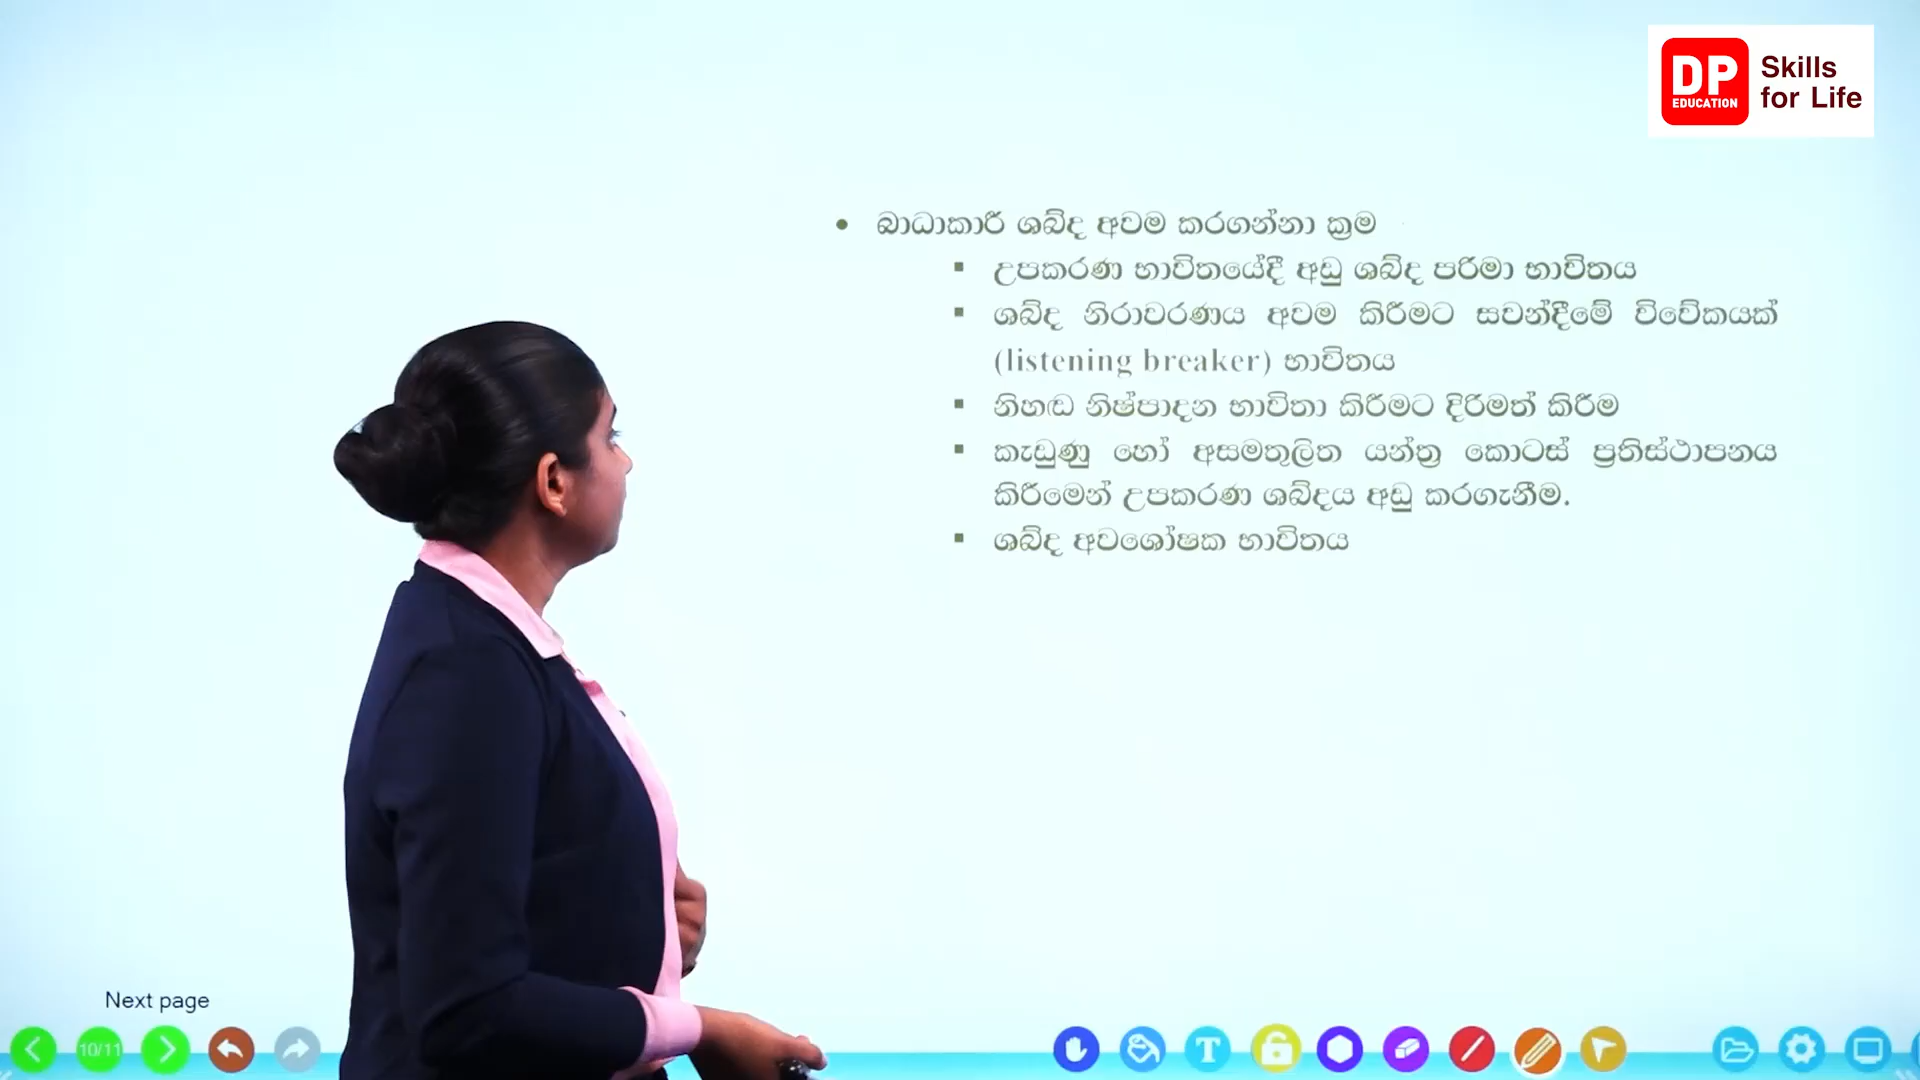 DP
EDUCATION
Skills
for Life
• බාධාකාරී ශබ්ද අවම කරගන්නා ක්‍රම
▪ උපකරණ භාවිතයේදී අඩු ශබ්ද පරිමා භාවිතය
▪ ශබ්ද නිරාවරණය අවම කිරීමට සවන්දීමේ විවේකයක්
(listening breaker) භාවිතය
▪ නිහඬ නිෂ්පාදන භාවිතා කිරීමට දිරිමත් කිරීම
▪ කැඩුණු හෝ අසමතුලිත යන්ත්‍ර කොටස් ප්‍රතිස්ථාපනය
කිරීමෙන් උපකරණ ශබ්දය අඩු කරගැනීම.
▪ ශබ්ද අවශෝෂක භාවිතය
Next page
10/11
T